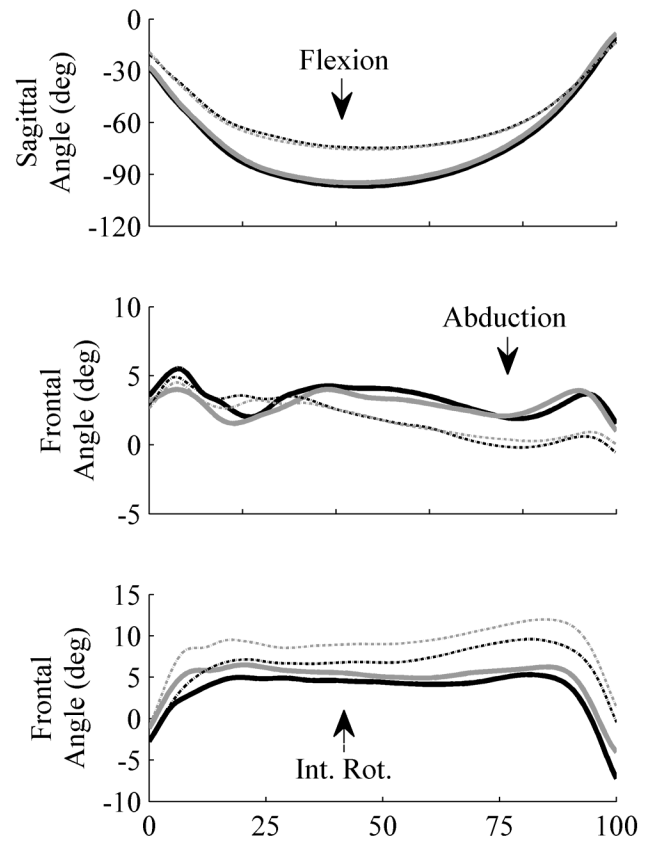 0
-30
-60
-90
-120
Sagittal
Angle (deg)
Flexion
10
5
0
-5
Frontal
Angle (deg)
Abduction
15
10
5
0
-5
-10
Frontal
Angle (deg)
Int. Rot.
0 25 50 75 100